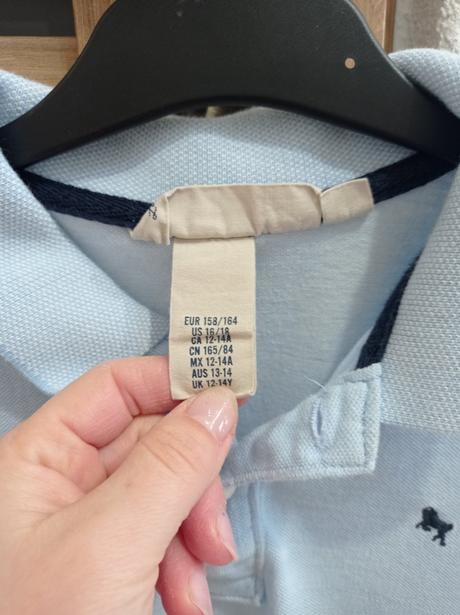 EUR 158/164
US 16/18
CA 12-14A
CN 165/84
MX 12-14A
AUS 13-14
UK 12-14Y